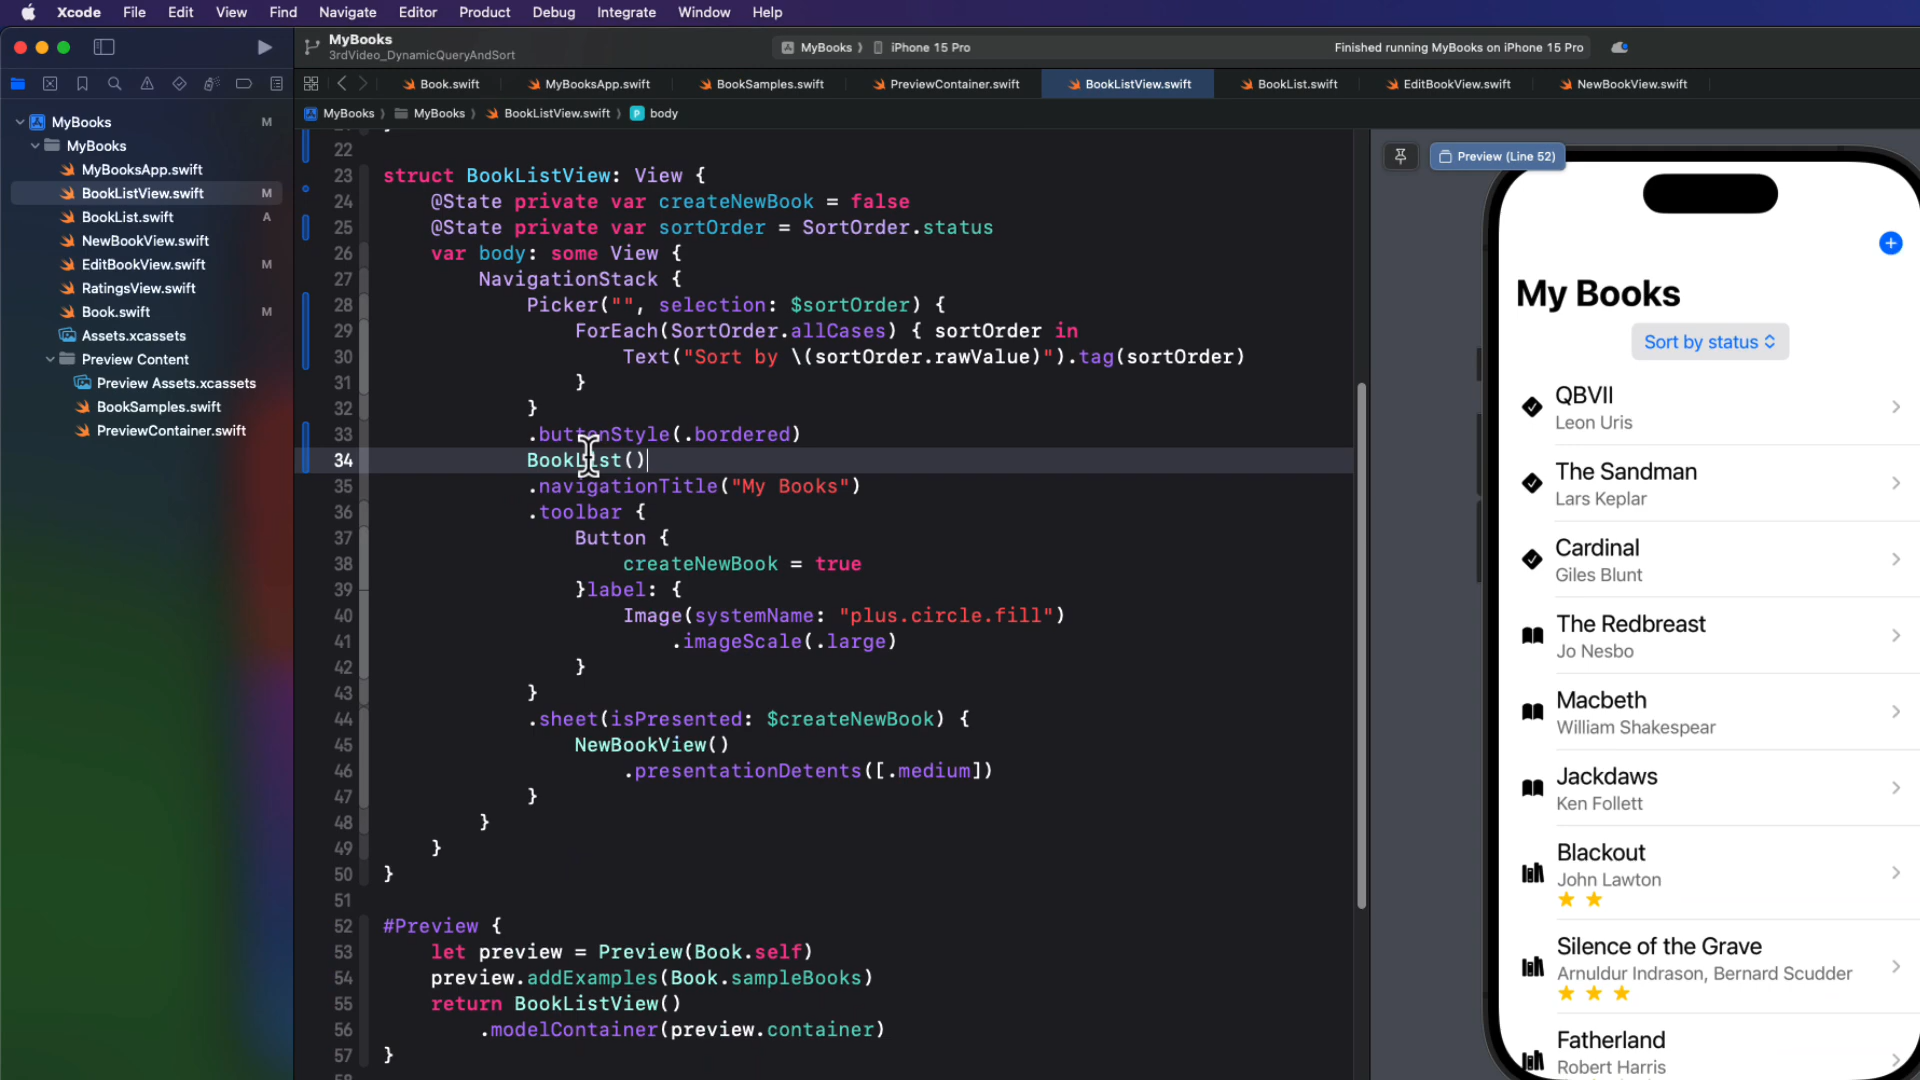 Xcode File Edit View Find Navigate Editor Product Debug Integrate Window Help
MyBooks
3rdVideo_DynamicQueryAndSort
MyBooks iPhone 15 Pro
Finished running MyBooks on iPhone 15 Pro
Book.swift MyBooksApp.swift BookSamples.swift PreviewContainer.swift BookListView.swift BookList.swift EditBookView.swift NewBookView.swift
MyBooks MyBooks BookListView.swift P body
MyBooks M
MyBooks
MyBooksApp.swift
BookListView.swift M
BookList.swift A
NewBookView.swift
EditBookView.swift M
RatingsView.swift
Book.swift M
Assets.xcassets
Preview Content
Preview Assets.xcassets
BookSamples.swift
PreviewContainer.swift
22
23 struct BookListView: View {
24 @State private var createNewBook = false
25 @State private var sortOrder = SortOrder.status
26 var body: some View {
27 NavigationStack {
28 Picker("", selection: $sortOrder) {
29 ForEach(SortOrder.allCases) { sortOrder in
30 Text("Sort by \(sortOrder.rawValue)").tag(sortOrder)
31 }
32 }
33 .buttonStyle(.bordered)
34 BookList()
35 .navigationTitle("My Books")
36 .toolbar {
37 Button {
38 createNewBook = true
39 }label: {
40 Image(systemName: "plus.circle.fill")
41 .imageScale(.large)
42 }
43 }
44 .sheet(isPresented: $createNewBook) {
45 NewBookView()
46 .presentationDetents([.medium])
47 }
48 }
49 }
50 }
51
52 #Preview {
53 let preview = Preview(Book.self)
54 preview.addExamples(Book.sampleBooks)
55 return BookListView()
56 .modelContainer(preview.container)
57 }
Preview (Line 52)
My Books
Sort by status
QBVII
Leon Uris
The Sandman
Lars Keplar
Cardinal
Giles Blunt
The Redbreast
Jo Nesbo
Macbeth
William Shakespear
Jackdaws
Ken Follett
Blackout
John Lawton
Silence of the Grave
Arnuldur Indrason, Bernard Scudder
Fatherland
Robert Harris